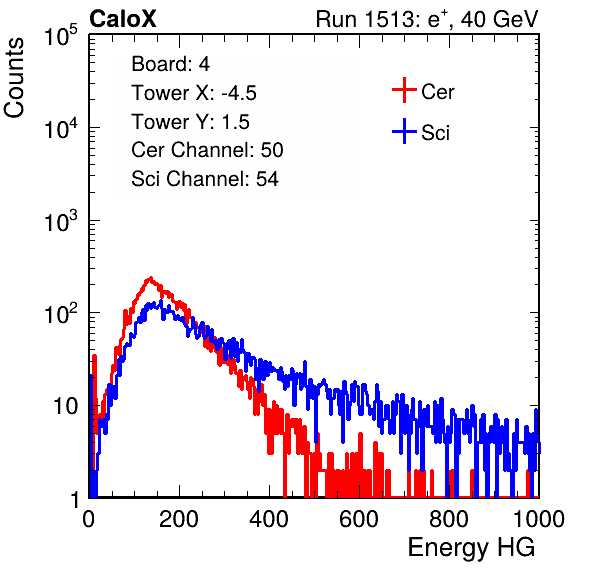 CaloX Run 1513: e⁺, 40 GeV
Counts
10⁵
10⁴
10³
10²
10
1
Board: 4
Tower X: -4.5
Tower Y: 1.5
Cer Channel: 50
Sci Channel: 54
Cer
Sci
0 200 400 600 800 1000
Energy HG